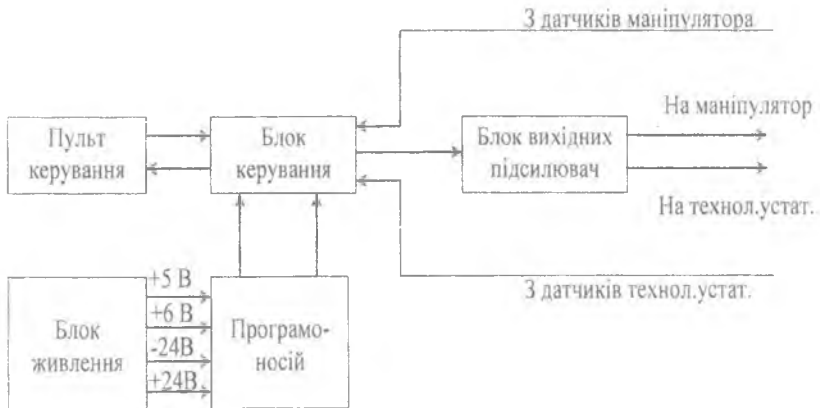 З датчиків маніпулятора
На маніпулятор
Пульт
керування
Блок
керування
Блок вихідних
підсилювач
На технол.устат.
З датчиків технол.устат.
Блок
живлення
+5 В
+6 В
-24В
+24В
Програмо-
носій